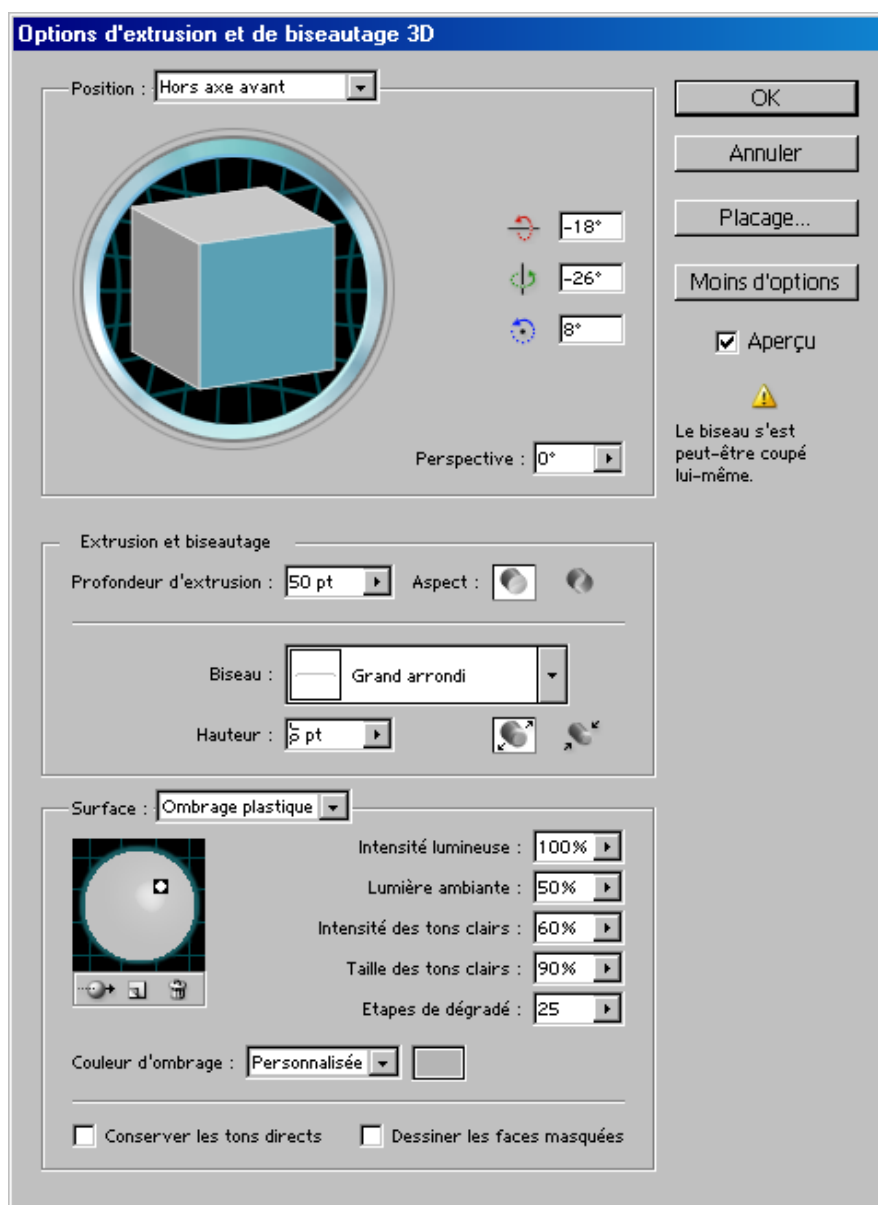 Options d'extrusion et de biseautage 3D
Position : Hors axe avant
OK
Annuler
Placage...
Moins d'options
Aperçu
Le biseau s'est
peut-être coupé
lui-même.
-18°
-26°
8°
Perspective : 0°
Extrusion et biseautage
Profondeur d'extrusion : 50 pt Aspect :
Biseau : Grand arrondi
Hauteur : 5 pt
Surface : Ombrage plastique
Intensité lumineuse : 100%
Lumière ambiante : 50%
Intensité des tons clairs : 60%
Taille des tons clairs : 90%
Etapes de dégradé : 25
Couleur d'ombrage : Personnalisée
Conserver les tons directs Dessiner les faces masquées